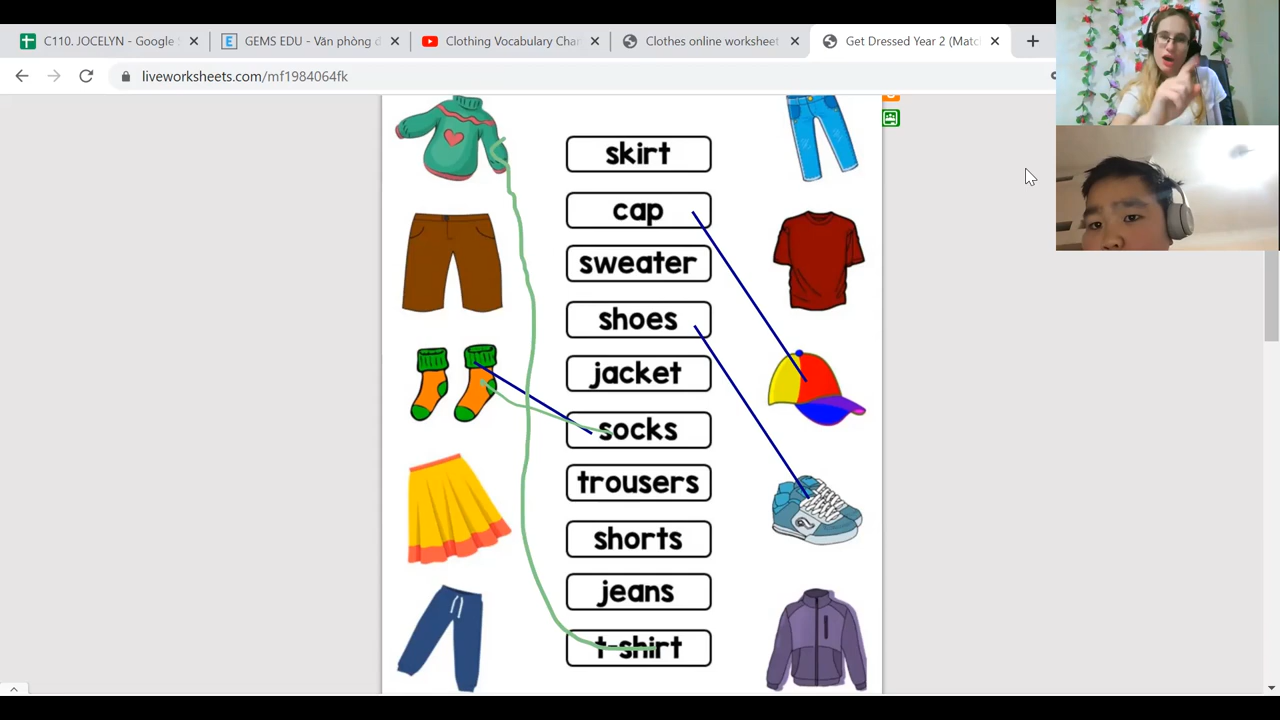 C110. JOCELYN - Google S
GEMS EDU - Văn phòng đ
Clothing Vocabulary Chan
Clothes online worksheet
Get Dressed Year 2 (Matc
liveworksheets.com/mf1984064fk
skirt
cap
sweater
shoes
jacket
socks
trousers
shorts
jeans
t-shirt